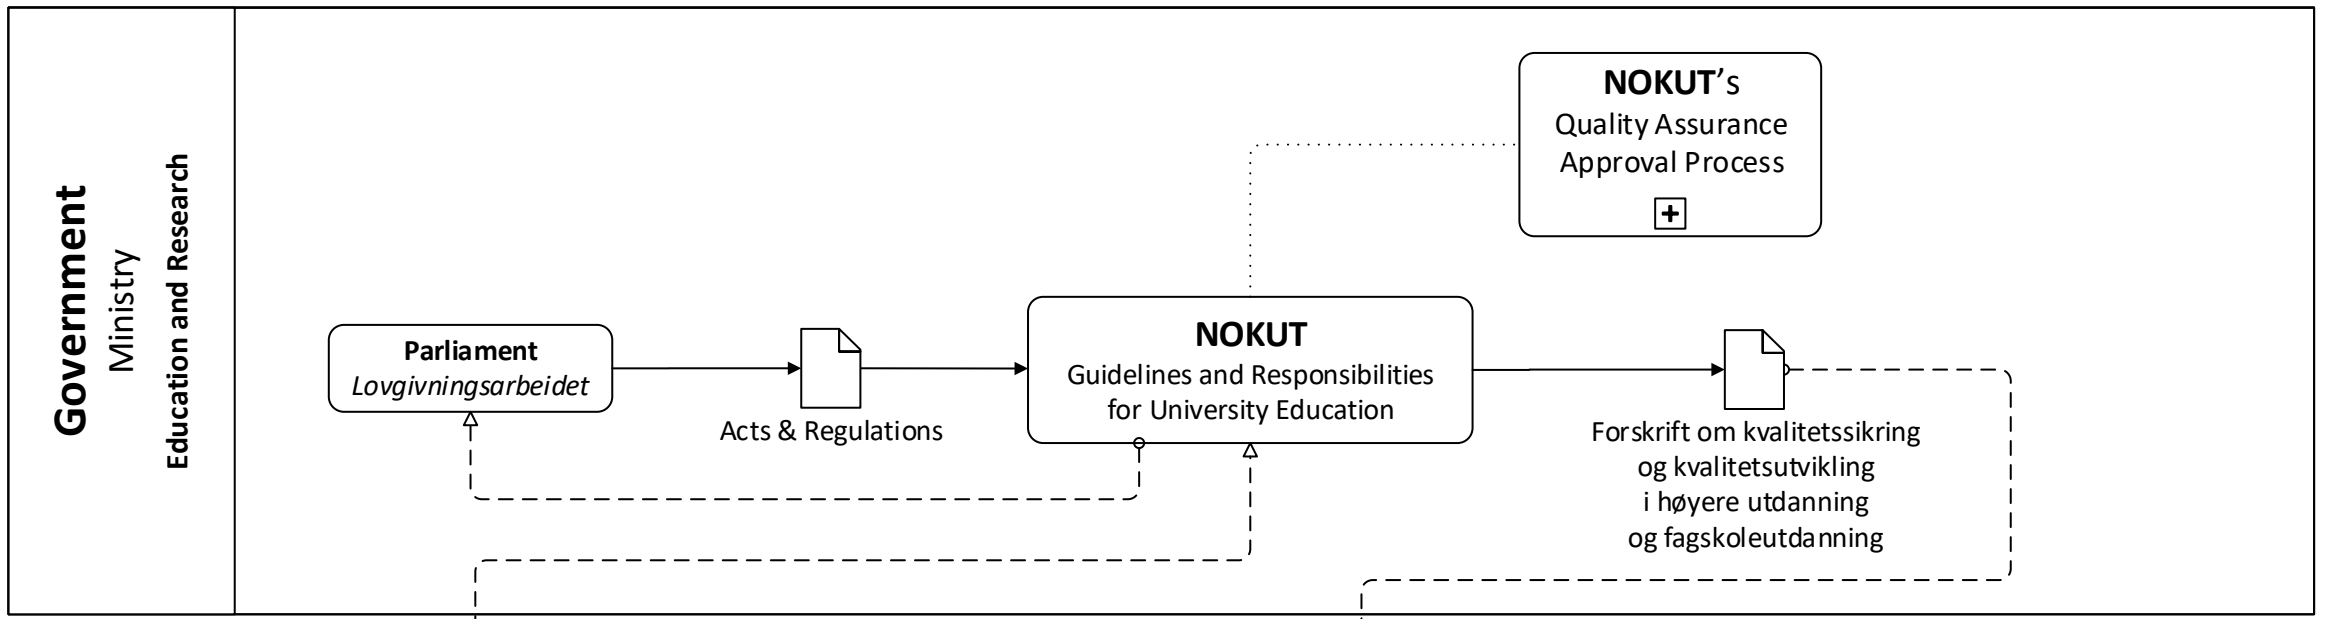 Government
Ministry
Education and Research
NOKUT's
Quality Assurance
Approval Process
Parliament
Lovgivningsarbeidet
Acts & Regulations
NOKUT
Guidelines and Responsibilities
for University Education
Forskrift om kvalitetssikring
og kvalitetsutvikling
i høyere utdanning
og fagskoleutdanning